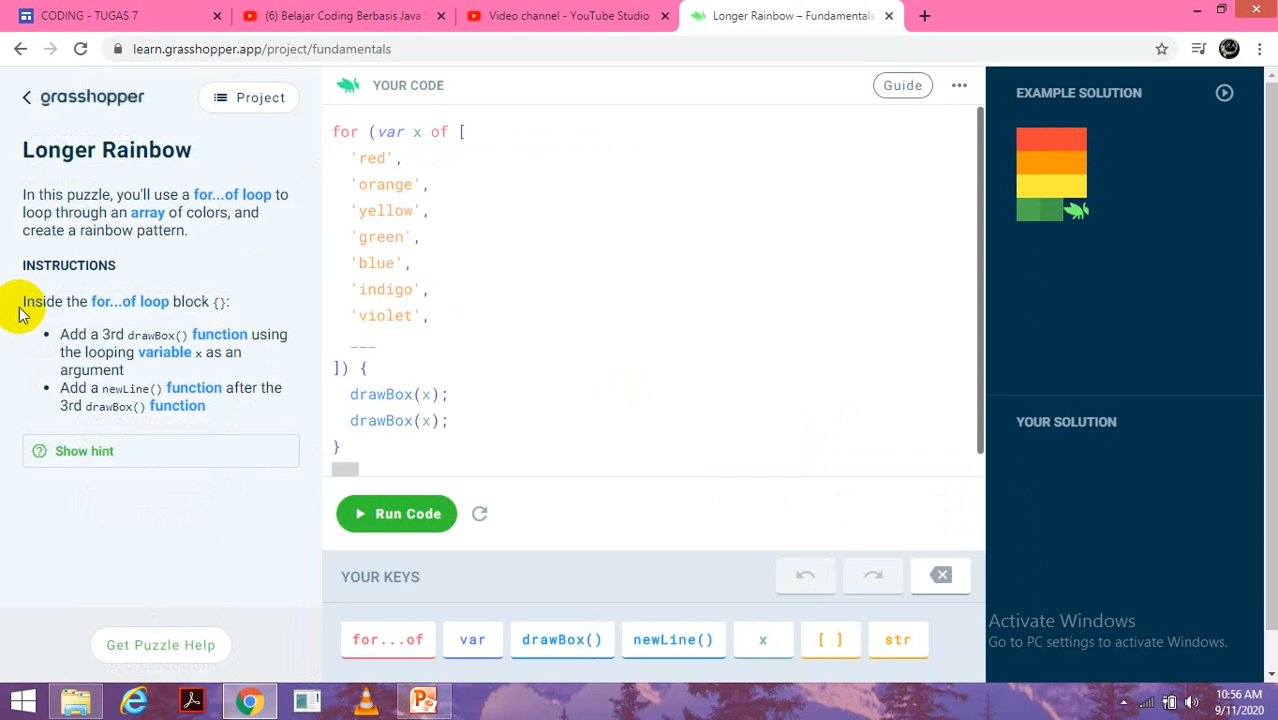 CODING - TUGAS 7
(6) Belajar Coding Berbasis Java S
Video channel - YouTube Studio
Longer Rainbow – Fundamentals
learn.grasshopper.app/project/fundamentals
grasshopper
Project
Longer Rainbow
In this puzzle, you'll use a for...of loop to
loop through an array of colors, and
create a rainbow pattern.
INSTRUCTIONS
Inside the for...of loop block {}:
• Add a 3rd drawBox() function using
the looping variable x as an
argument
• Add a newLine() function after the
3rd drawBox() function
Show hint
Get Puzzle Help
YOUR CODE
Guide
for (var x of [
'red',
'orange',
'yellow',
'green',
'blue',
'indigo',
'violet',
___
]) {
drawBox(x);
drawBox(x);
}
Run Code
YOUR KEYS
for...of
var
drawBox()
newLine()
x
[ ]
str
EXAMPLE SOLUTION
YOUR SOLUTION
Activate Windows
Go to PC settings to activate Windows.
10:56 AM
9/11/2020